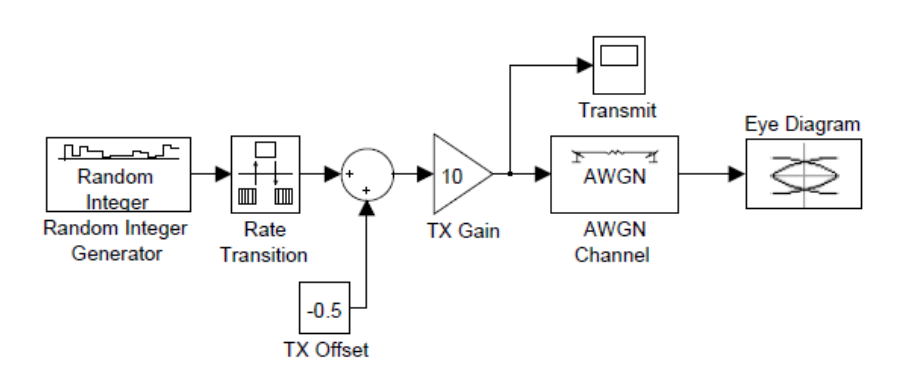 Transmit
Eye Diagram
Random
Integer
Random Integer
Generator
Rate
Transition
+
+
10
TX Gain
AWGN
AWGN
Channel
-0.5
TX Offset